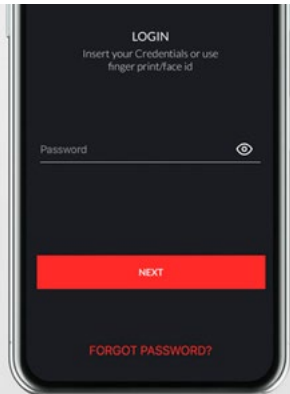 LOGIN
Insert your Credentials or use
finger print/face id
Password
NEXT
FORGOT PASSWORD?